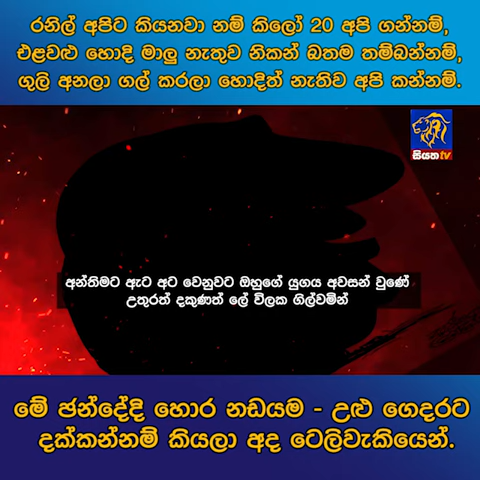 රනිල් අපිට කියනවා නම් කිලෝ 20 අපි ගන්නම්,
එළවළු හොදි මාලු නැතුව නිකන් බතම තම්බන්නම්,
ගුලි අනලා ගල් කරලා හොදිත් නැතිව අපි කන්නම්.
සියත tv
අන්තිමට ඇට අට වෙනුවට ඔහුගේ යුගය අවසන් වුණේ
උතුරත් දකුණත් ලේ විලක ගිල්වමින්
මේ ඡන්දේදි හොර නඩයම - උළු ගෙදරට
දක්කන්නම් කියලා අද ටෙලිවැකියෙන්.